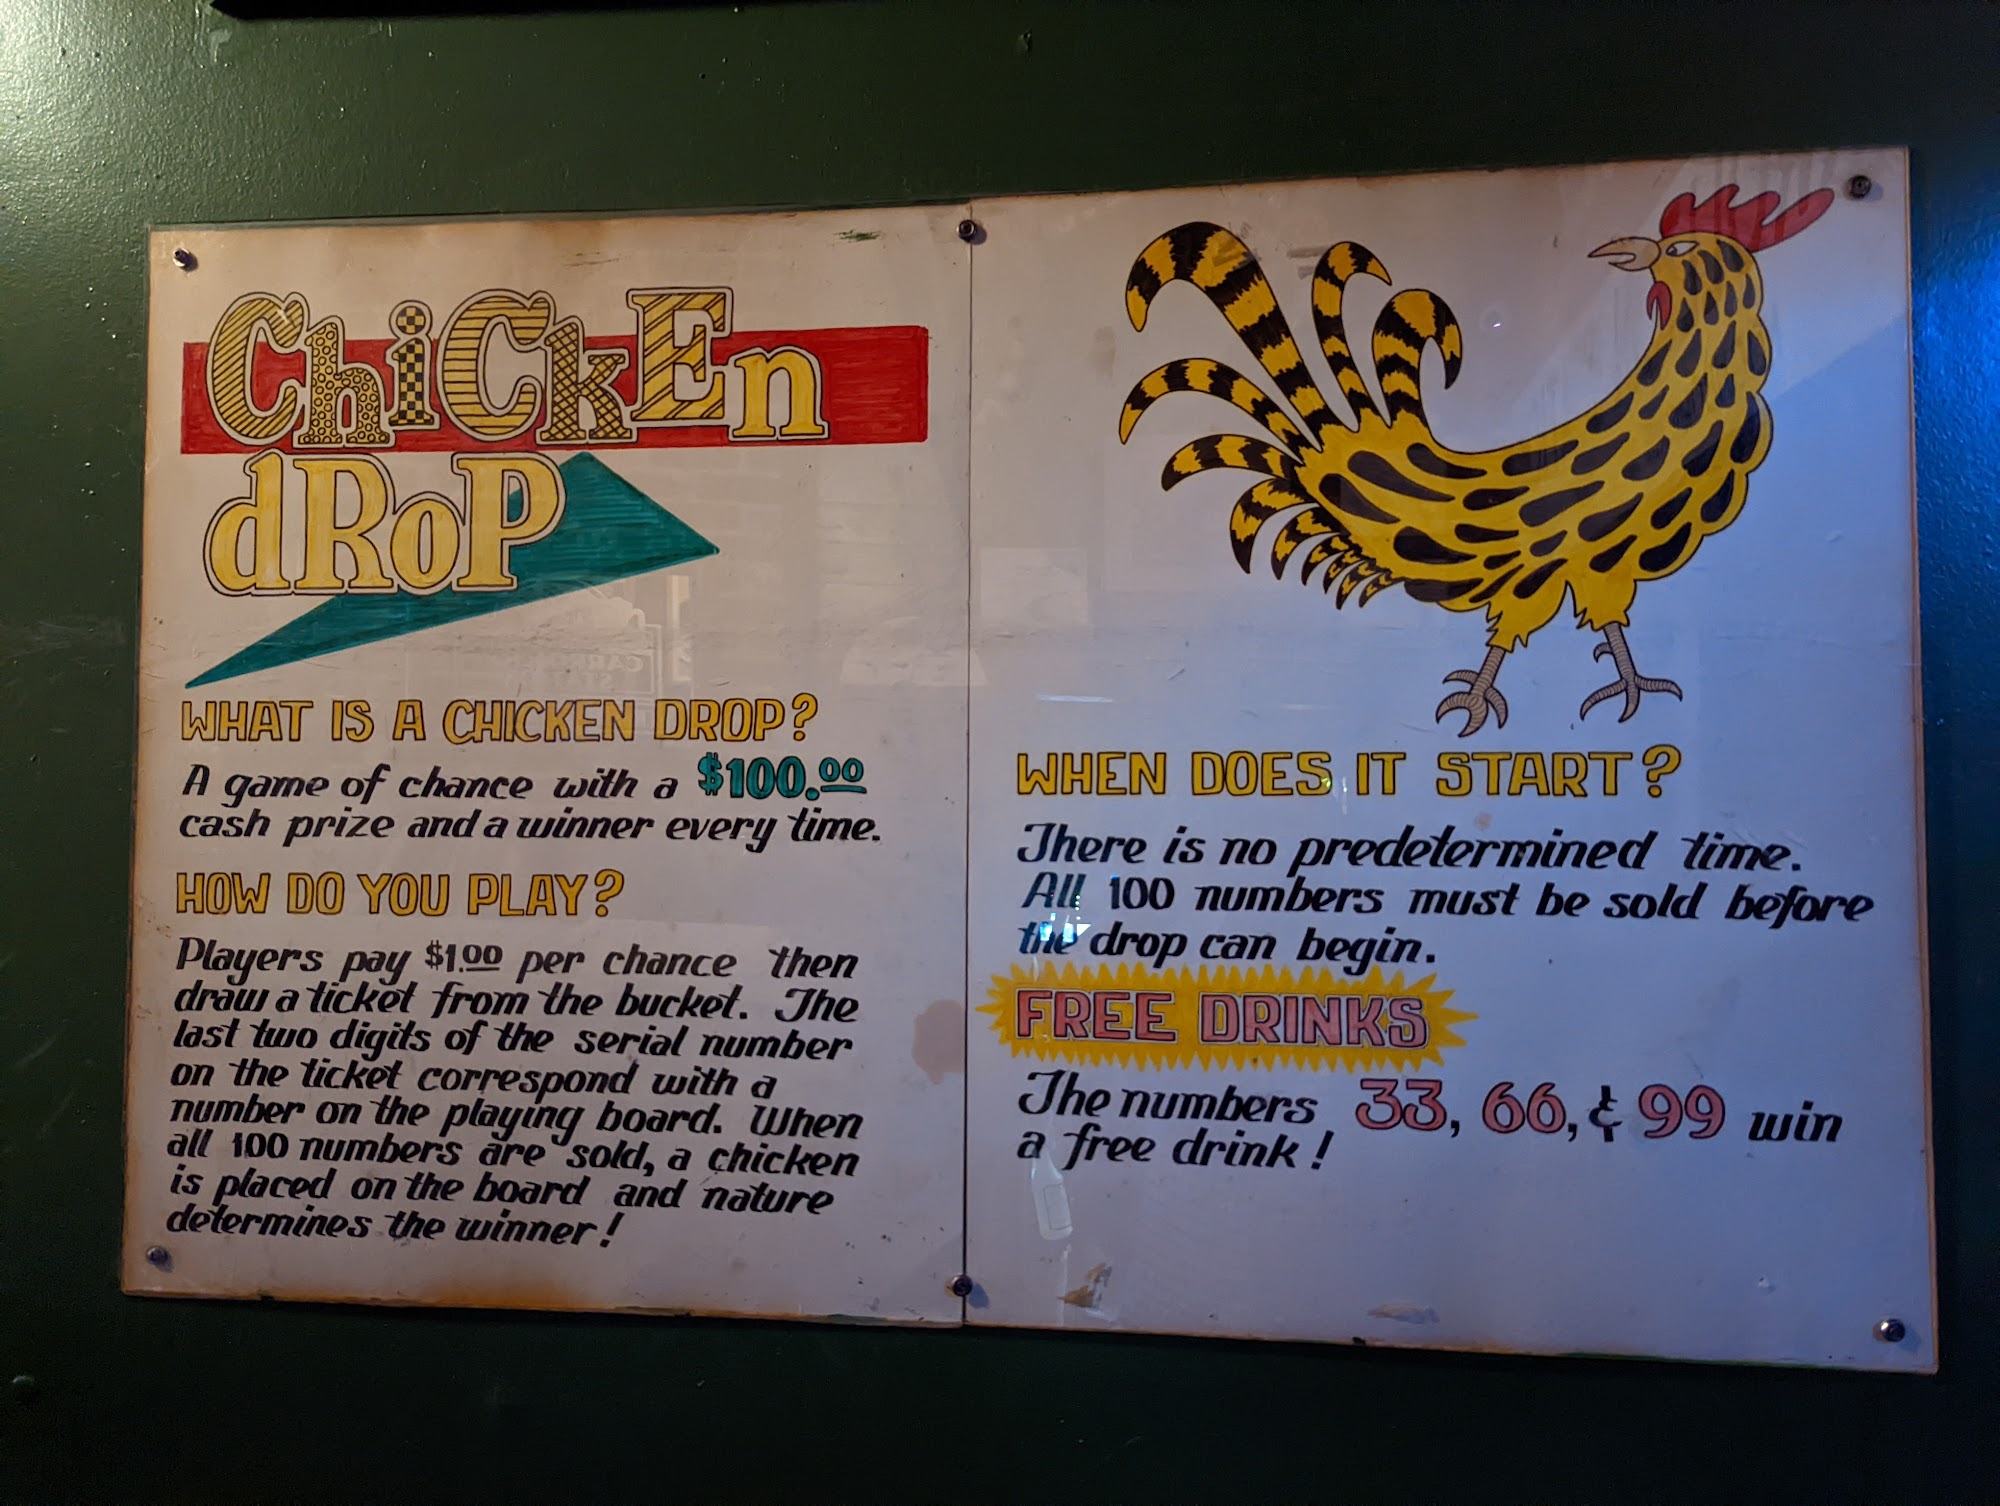 ChiCKEn
dRoP
WHAT IS A CHICKEN DROP?
A game of chance with a $100.00
cash prize and a winner every time.
HOW DO YOU PLAY?
Players pay $1.00 per chance then
draw a ticket from the bucket. The
last two digits of the serial number
on the ticket correspond with a
number on the playing board. When
all 100 numbers are sold, a chicken
is placed on the board and nature
determines the winner!
WHEN DOES IT START?
There is no predetermined time.
All 100 numbers must be sold before
the drop can begin.
FREE DRINKS
The numbers 33, 66, & 99 win
a free drink!